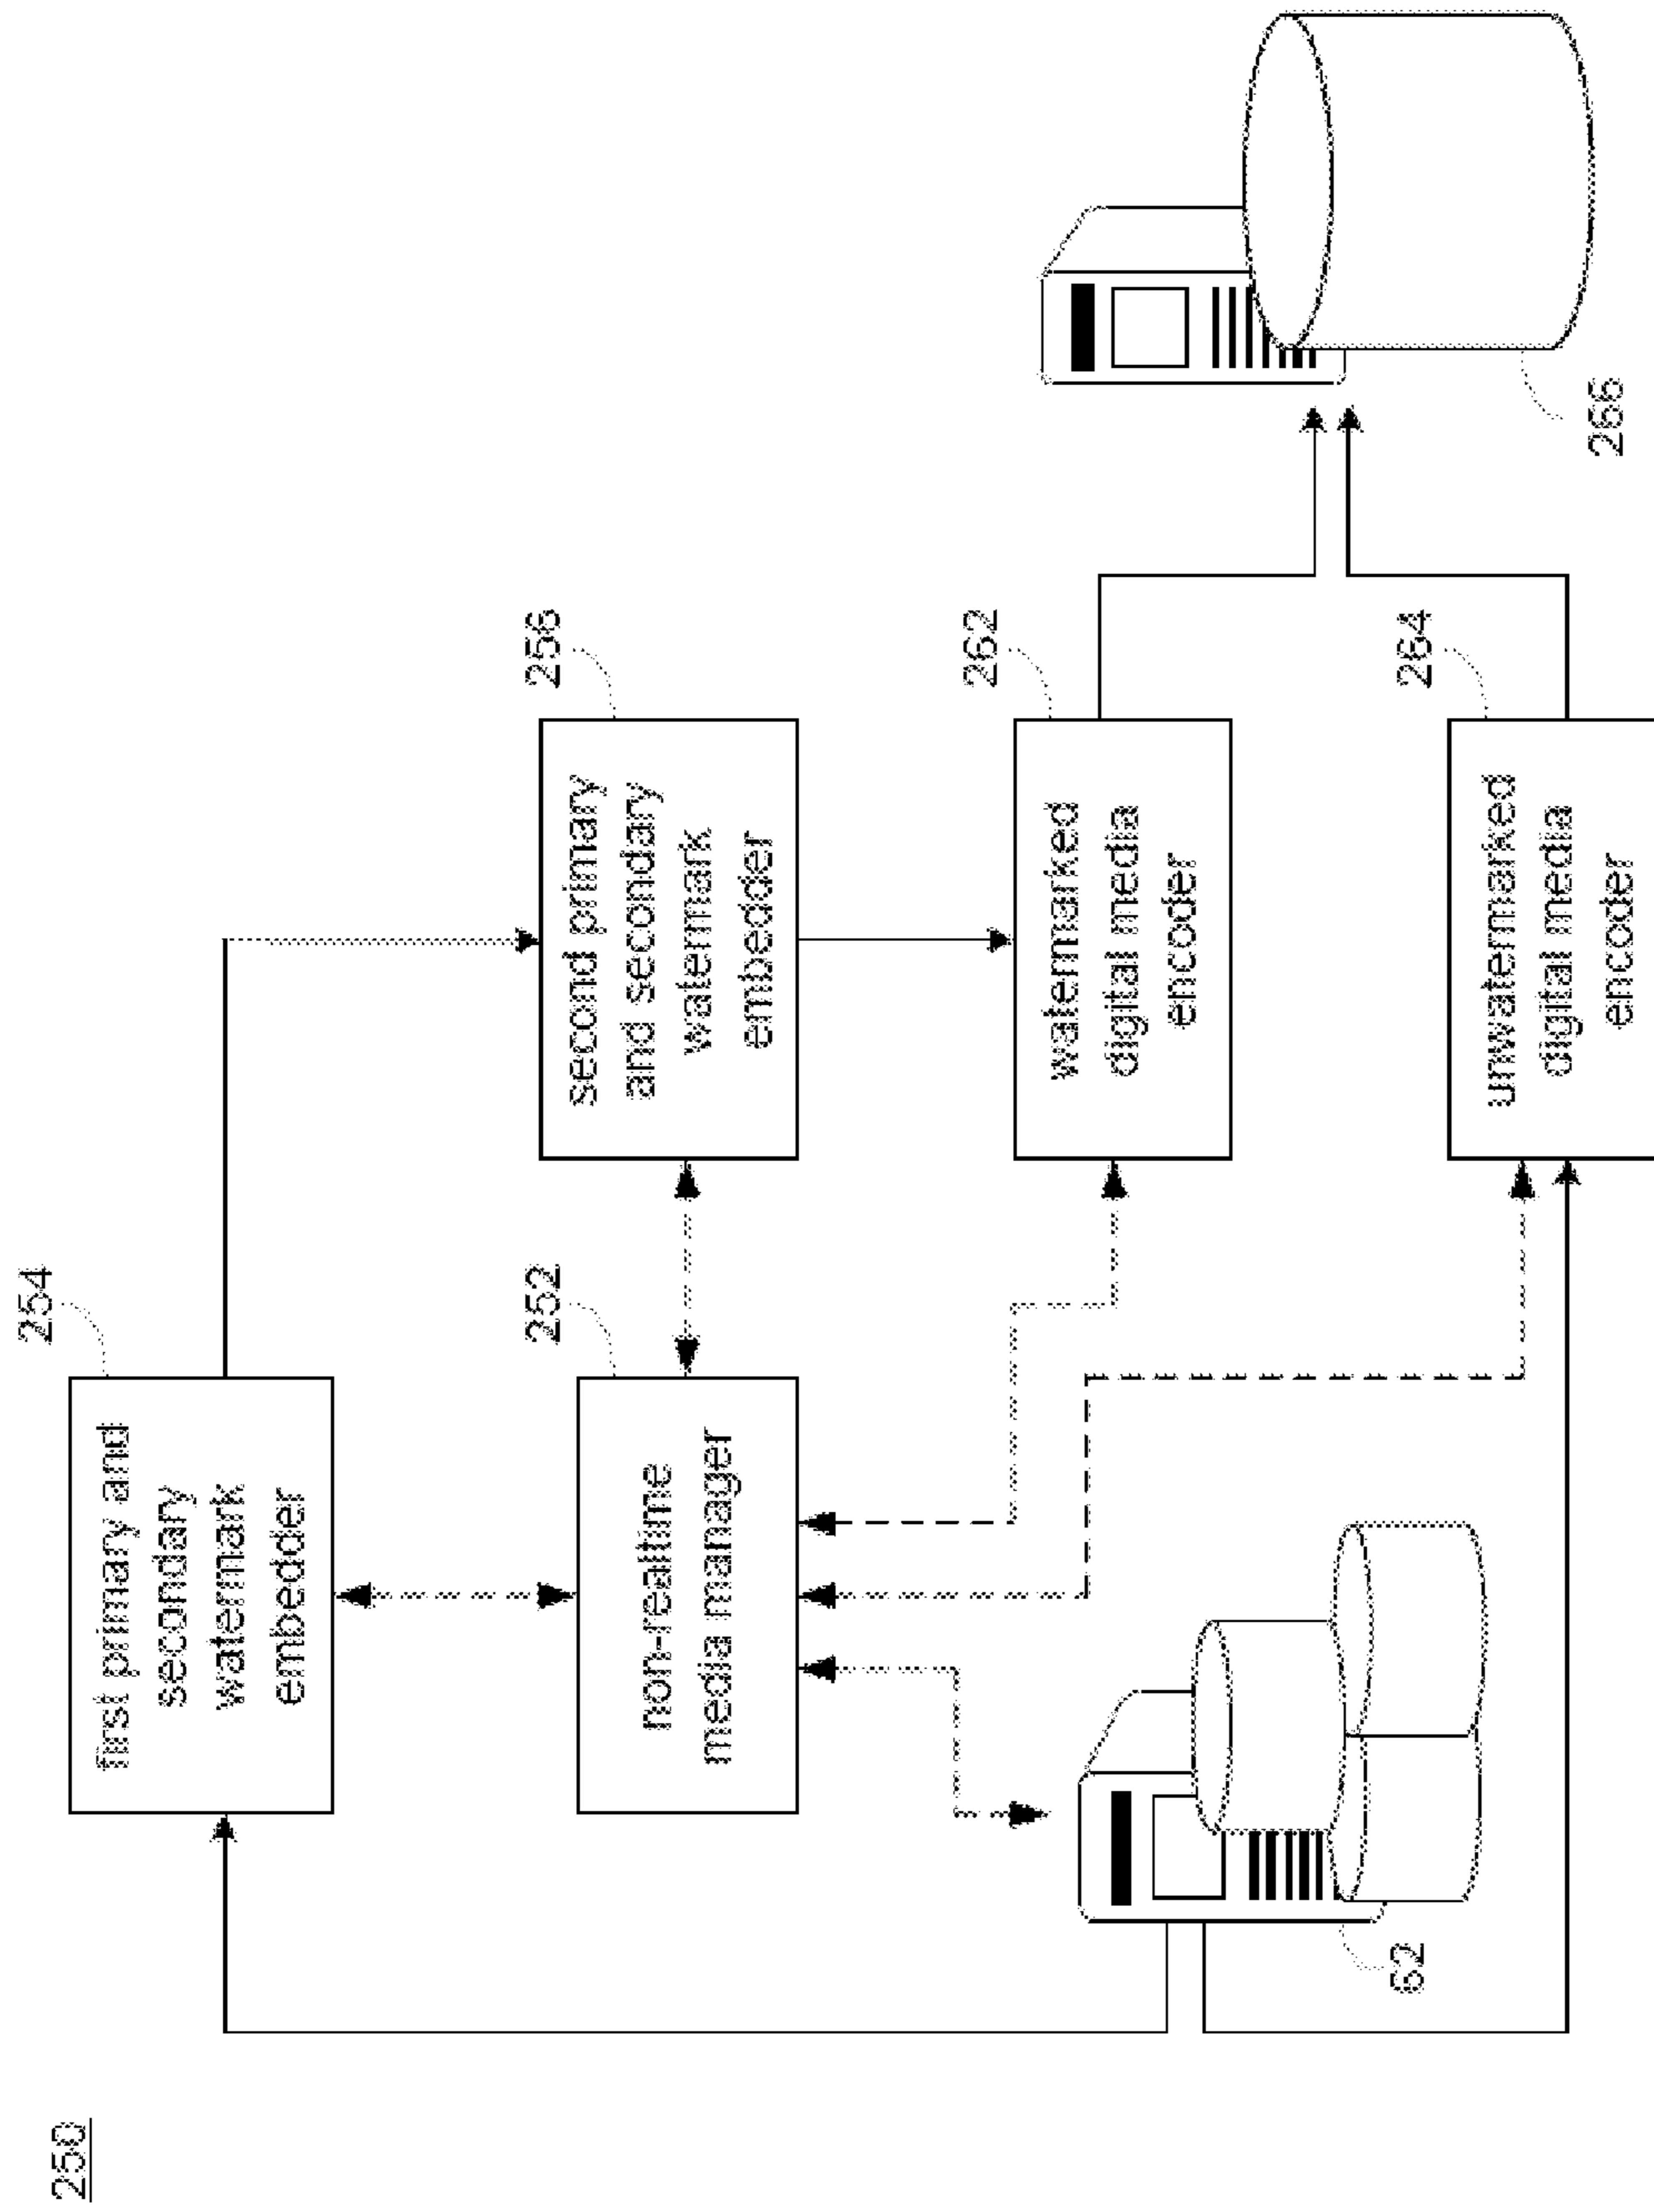 250
254
first primary and
secondary
watermark
embedder
252
non-realtime
media manager
second primary
and secondary
watermark
embedder
262
watermarked
digital media
encoder
264
unwatermarked
digital media
encoder
62
266